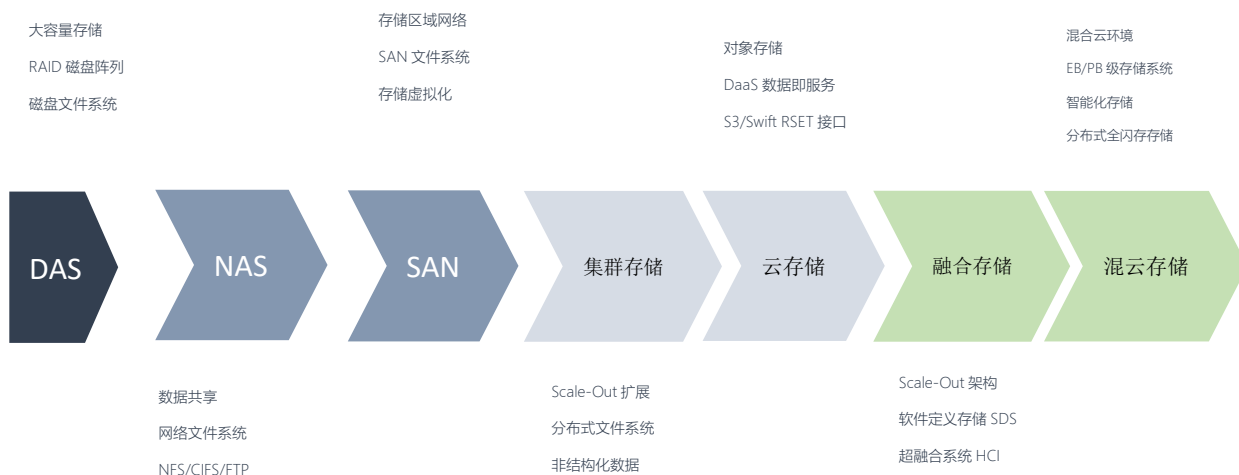 大容量存储
RAID 磁盘阵列
磁盘文件系统
存储区域网络
SAN 文件系统
存储虚拟化
对象存储
DaaS 数据即服务
S3/Swift RSET 接口
混合云环境
EB/PB 级存储系统
智能化存储
分布式全闪存存储
DAS
NAS
SAN
集群存储
云存储
融合存储
混云存储
数据共享
网络文件系统
NFS/CIFS/FTP
Scale-Out 扩展
分布式文件系统
非结构化数据
Scale-Out 架构
软件定义存储 SDS
超融合系统 HCI